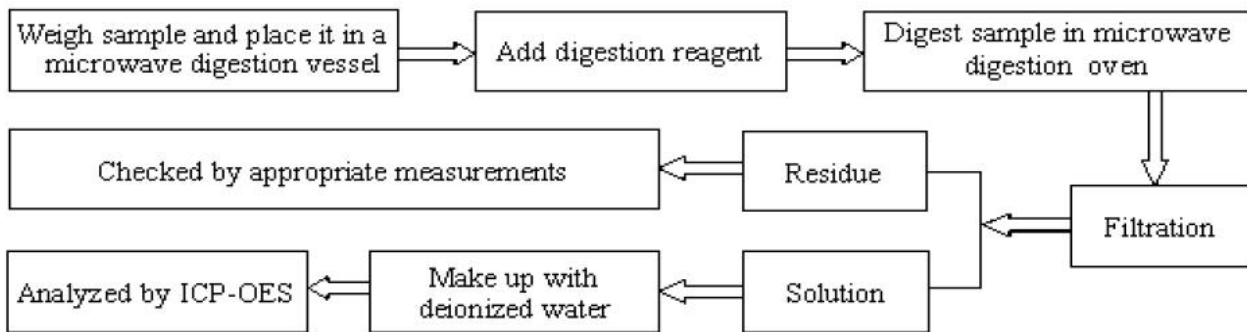 Weigh sample and place it in a
microwave digestion vessel
Add digestion reagent
Digest sample in microwave
digestion oven
Checked by appropriate measurements
Residue
Filtration
Analyzed by ICP-OES
Make up with
deionized water
Solution